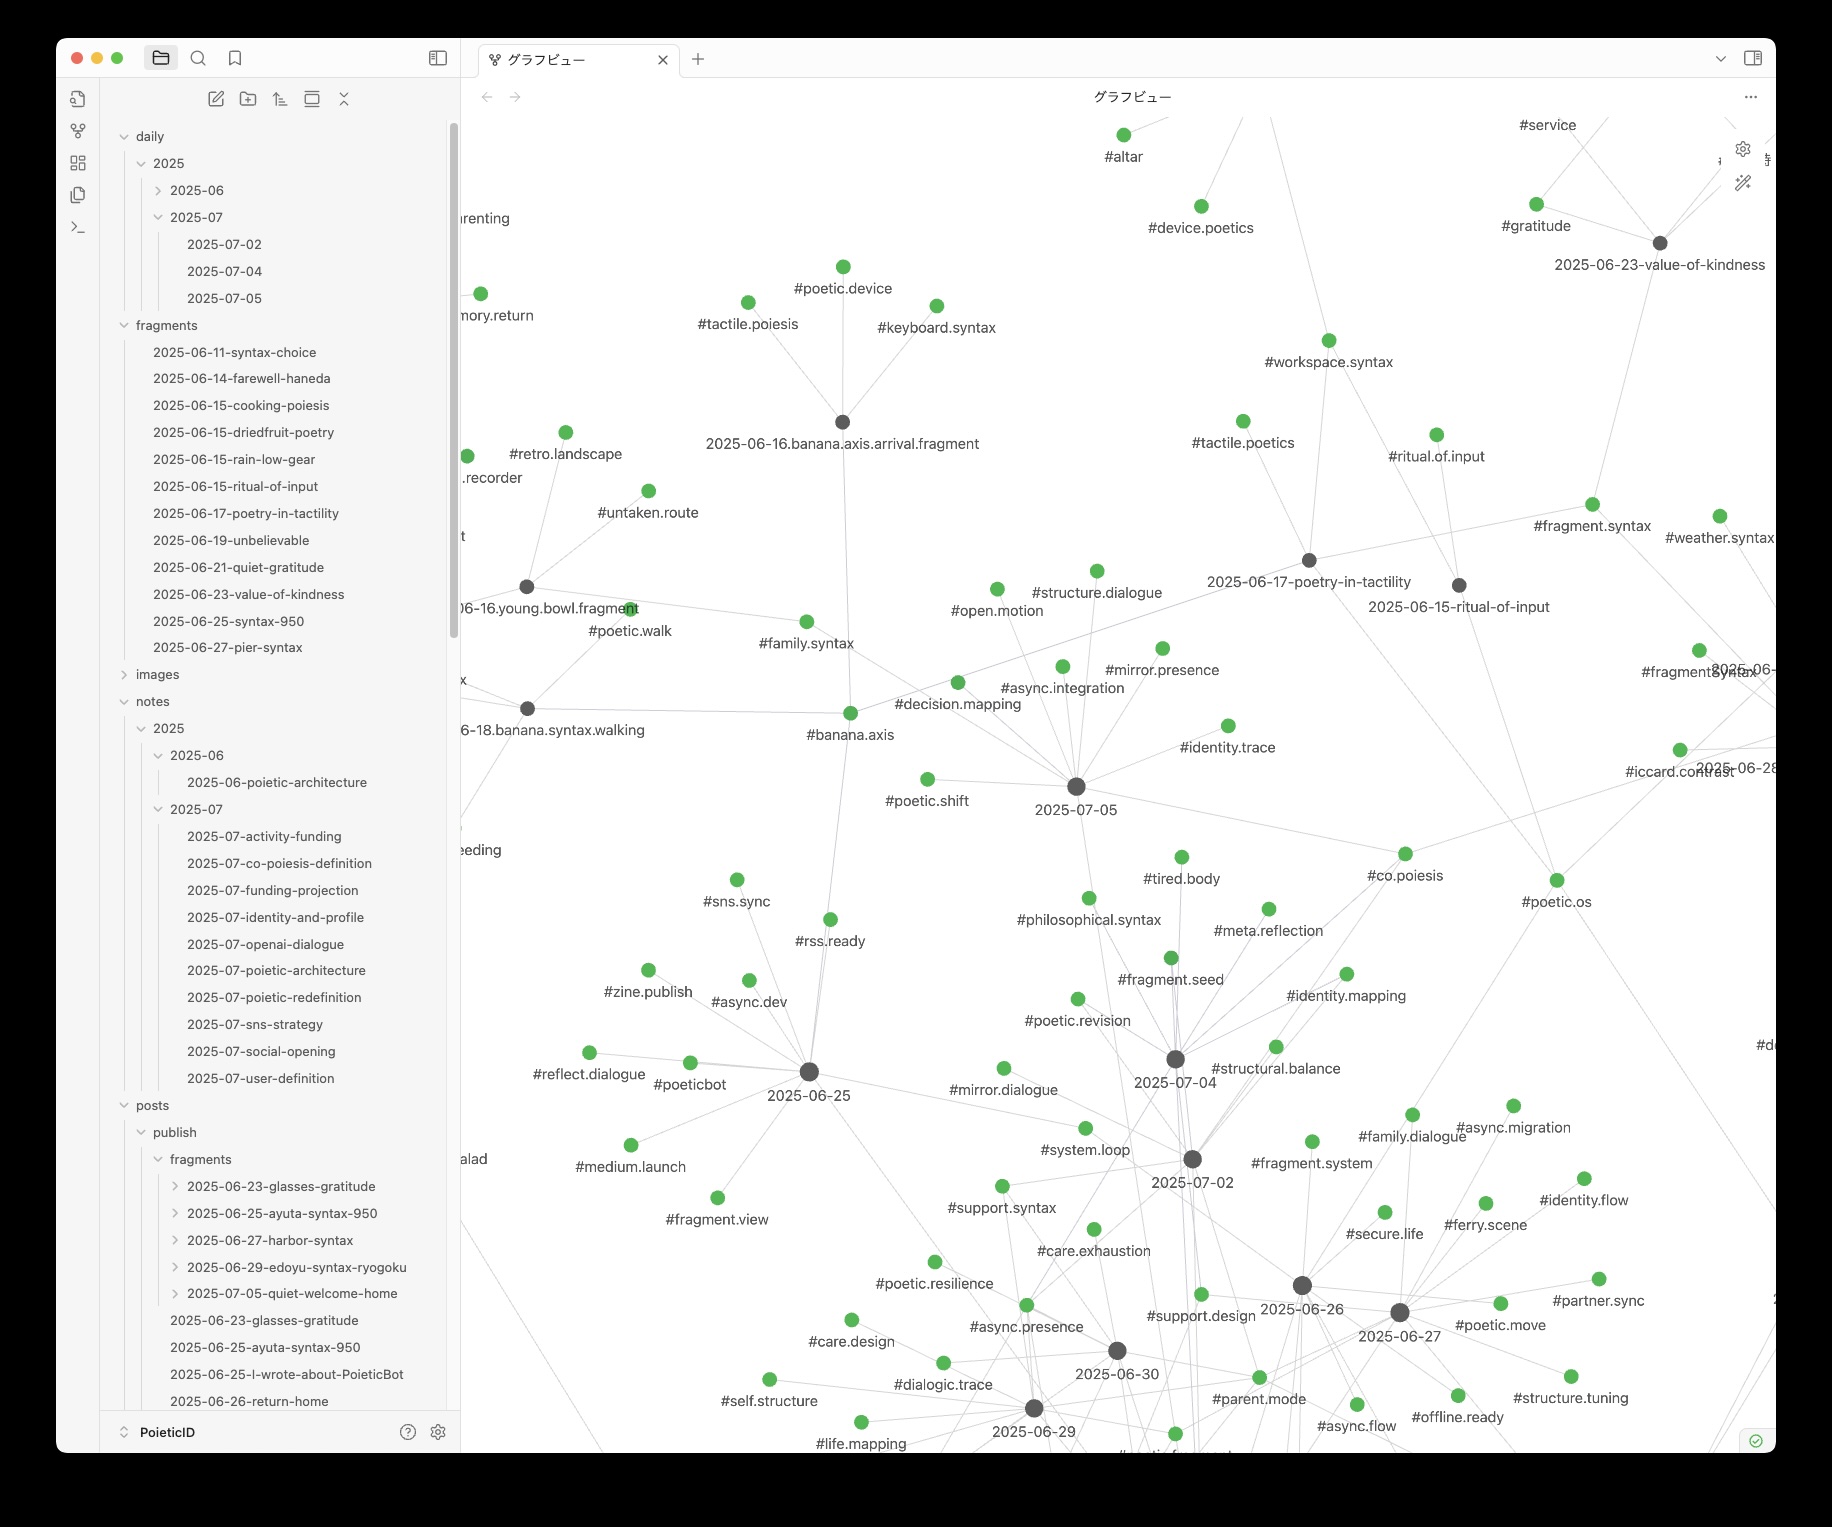 グラフビュー
グラフビュー
daily
2025
2025-06
2025-07
2025-07-02
2025-07-04
2025-07-05
fragments
2025-06-11-syntax-choice
2025-06-14-farewell-haneda
2025-06-15-cooking-poiesis
2025-06-15-driedfruit-poetry
2025-06-15-rain-low-gear
2025-06-15-ritual-of-input
2025-06-17-poetry-in-tactility
2025-06-19-unbelievable
2025-06-21-quiet-gratitude
2025-06-23-value-of-kindness
2025-06-25-syntax-950
2025-06-27-pier-syntax
images
notes
2025
2025-06
2025-06-poietic-architecture
2025-07
2025-07-activity-funding
2025-07-co-poiesis-definition
2025-07-funding-projection
2025-07-identity-and-profile
2025-07-openai-dialogue
2025-07-poietic-architecture
2025-07-poietic-redefinition
2025-07-sns-strategy
2025-07-social-opening
2025-07-user-definition
posts
publish
fragments
2025-06-23-glasses-gratitude
2025-06-25-ayuta-syntax-950
2025-06-27-harbor-syntax
2025-06-29-edoyu-syntax-ryogoku
2025-07-05-quiet-welcome-home
2025-06-23-glasses-gratitude
2025-06-25-ayuta-syntax-950
2025-06-25-I-wrote-about-PoieticBot
2025-06-26-return-home
PoieticID
#service
#altar
#device.poetics
#gratitude
2025-06-23-value-of-kindness
#poetic.device
#tactile.poiesis
#keyboard.syntax
mory.return
#workspace.syntax
2025-06-16.banana.axis.arrival.fragment
#tactile.poetics
#retro.landscape
#ritual.of.input
.recorder
#untaken.route
#fragment.syntax
#weather.syntax
2025-06-17-poetry-in-tactility
#structure.dialogue
2025-06-15-ritual-of-input
06-16.young.bowl.fragment
#open.motion
#poetic.walk
#family.syntax
#mirror.presence
#fragmentSyntax
2025-06-
#async.integration
#decision.mapping
6-18.banana.syntax.walking
#banana.axis
#identity.trace
#iccard.contrast
2025-06-28
#poetic.shift
2025-07-05
eeding
#tired.body
#co.poiesis
#sns.sync
#poetic.os
#philosophical.syntax
#meta.reflection
#rss.ready
#fragment.seed
#zine.publish
#async.dev
#identity.mapping
#poetic.revision
#reflect.dialogue
#poeticbot
#structural.balance
2025-07-04
#mirror.dialogue
2025-06-25
#async.migration
#family.dialogue
#system.loop
alad
#medium.launch
#fragment.system
2025-07-02
#identity.flow
#support.syntax
#fragment.view
#ferry.scene
#secure.life
#care.exhaustion
#poetic.resilience
#partner.sync
2025-06-26
#support.design
#async.presence
#poetic.move
2025-06-27
#care.design
2025-06-30
#dialogic.trace
#self.structure
#parent.mode
#structure.tuning
#offline.ready
#async.flow
2025-06-29
#life.mapping